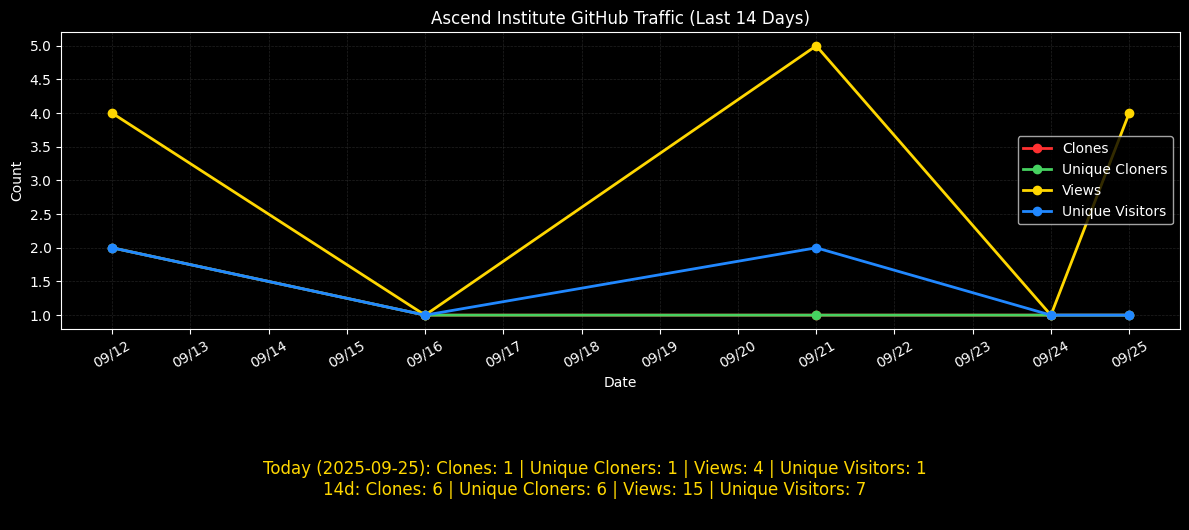 Ascend Institute GitHub Traffic (Last 14 Days)
5.0
4.5
4.0
3.5
3.0
2.5
2.0
1.5
1.0
Count
Clones
Unique Cloners
Views
Unique Visitors
09/12
09/13
09/14
09/15
09/16
09/17
09/18
09/19
09/20
09/21
09/22
09/23
09/24
09/25
Date
Today (2025-09-25): Clones: 1 | Unique Cloners: 1 | Views: 4 | Unique Visitors: 1
14d: Clones: 6 | Unique Cloners: 6 | Views: 15 | Unique Visitors: 7